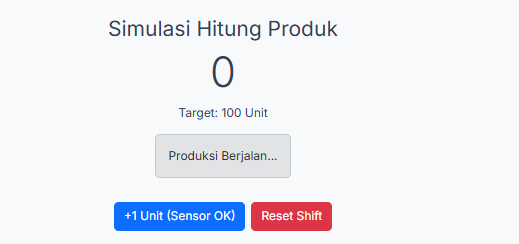 Simulasi Hitung Produk
0
Target: 100 Unit
Produksi Berjalan...
+1 Unit (Sensor OK) Reset Shift